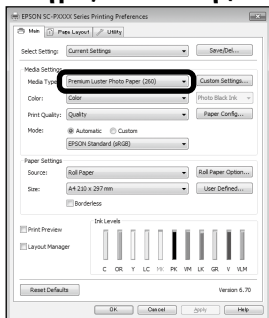 EPSON SC-PXXXX Series Printing Preferences
Main Page Layout Utility
Select Setting: Current Settings Save/Del...
Media Settings
Media Type: Premium Luster Photo Paper (260) Custom Settings...
Color: Color Photo Black Ink
Print Quality: Quality Paper Config...
Mode: Automatic Custom
EPSON Standard (sRGB)
Paper Settings
Source: Roll Paper Roll Paper Option...
Size: A4 210 x 297 mm User Defined...
Borderless
Ink Levels
Print Preview
Layout Manager
C OR Y LC MK PK VM LK GR V VLM
Reset Defaults Version 6.70
OK Cancel Apply Help